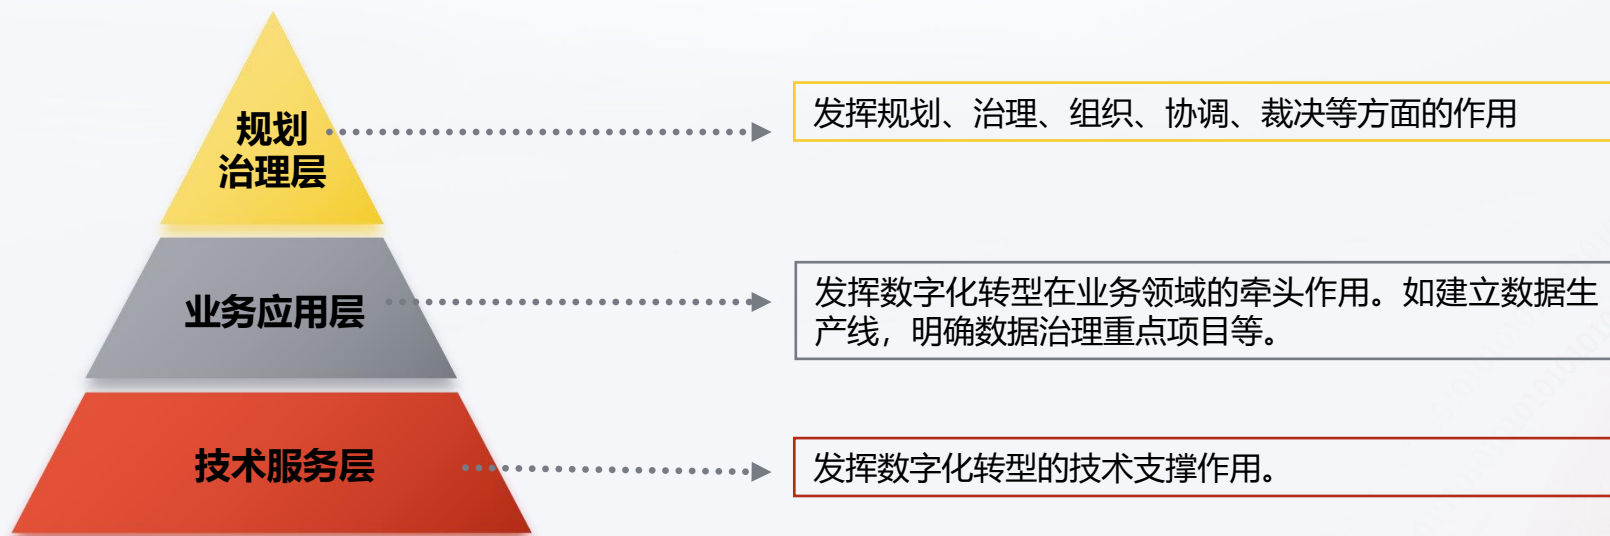 规划
治理层
发挥规划、治理、组织、协调、裁决等方面的作用
业务应用层
发挥数字化转型在业务领域的牵头作用。如建立数据生
产线，明确数据治理重点项目等。
技术服务层
发挥数字化转型的技术支撑作用。